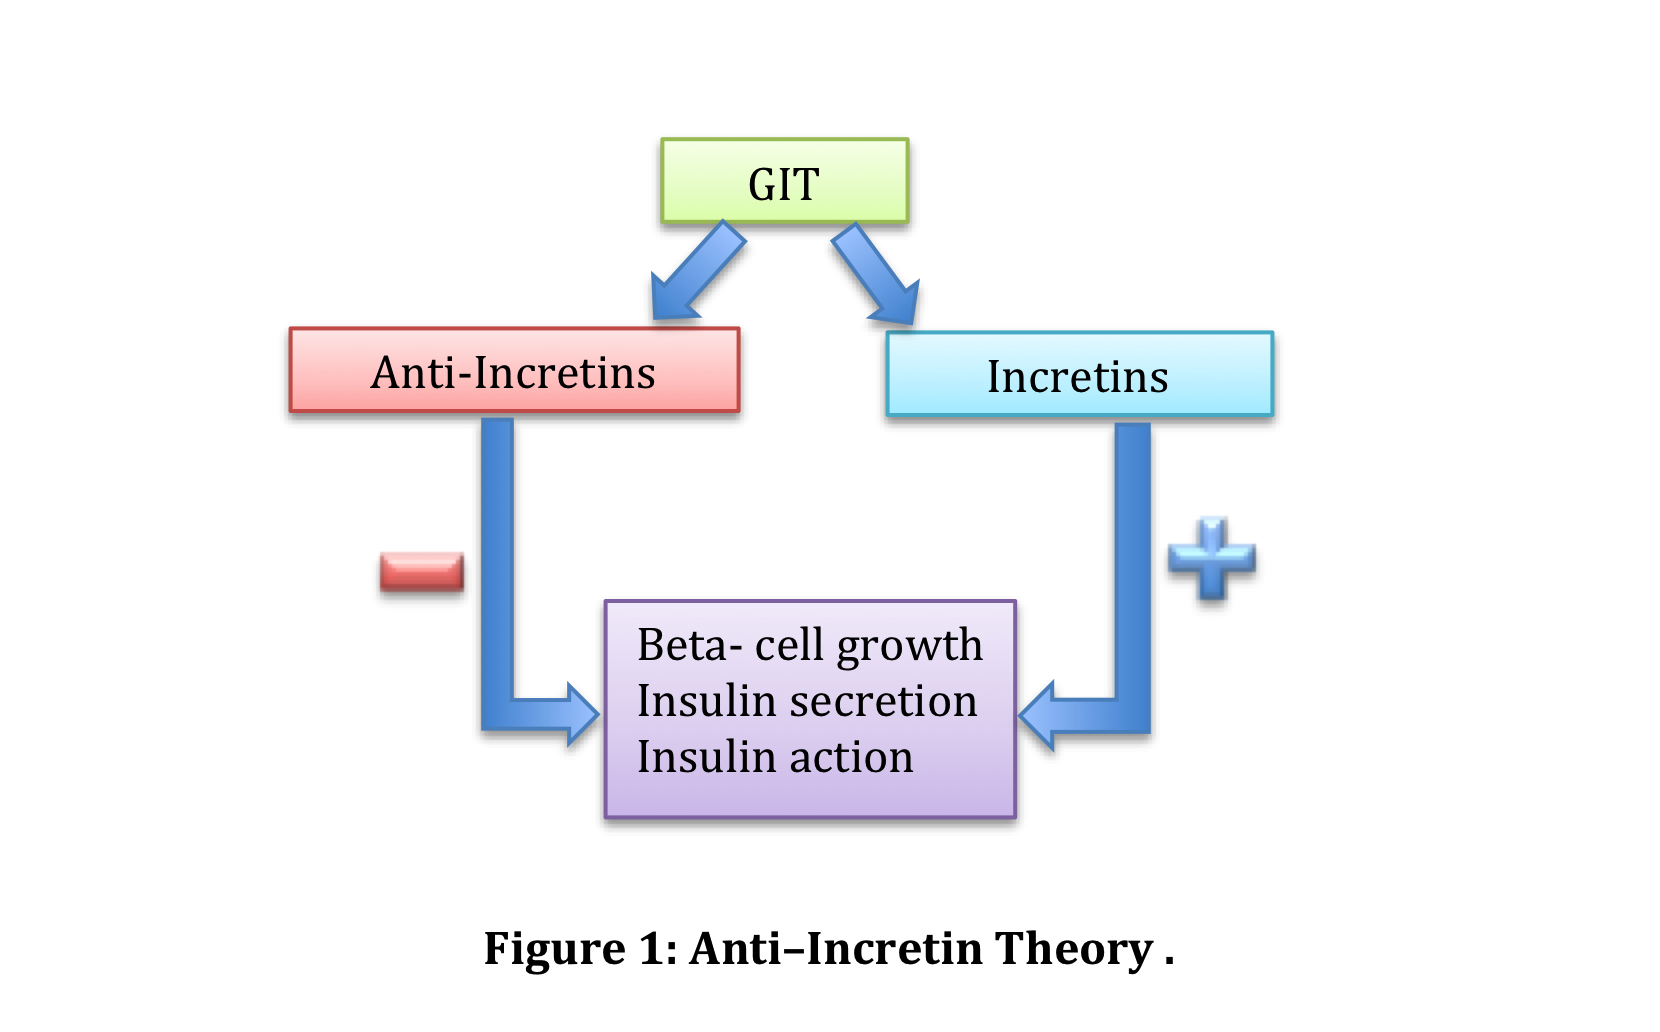 GIT
Anti-Incretins
Incretins
Beta- cell growth
Insulin secretion
Insulin action
Figure 1: Anti–Incretin Theory .